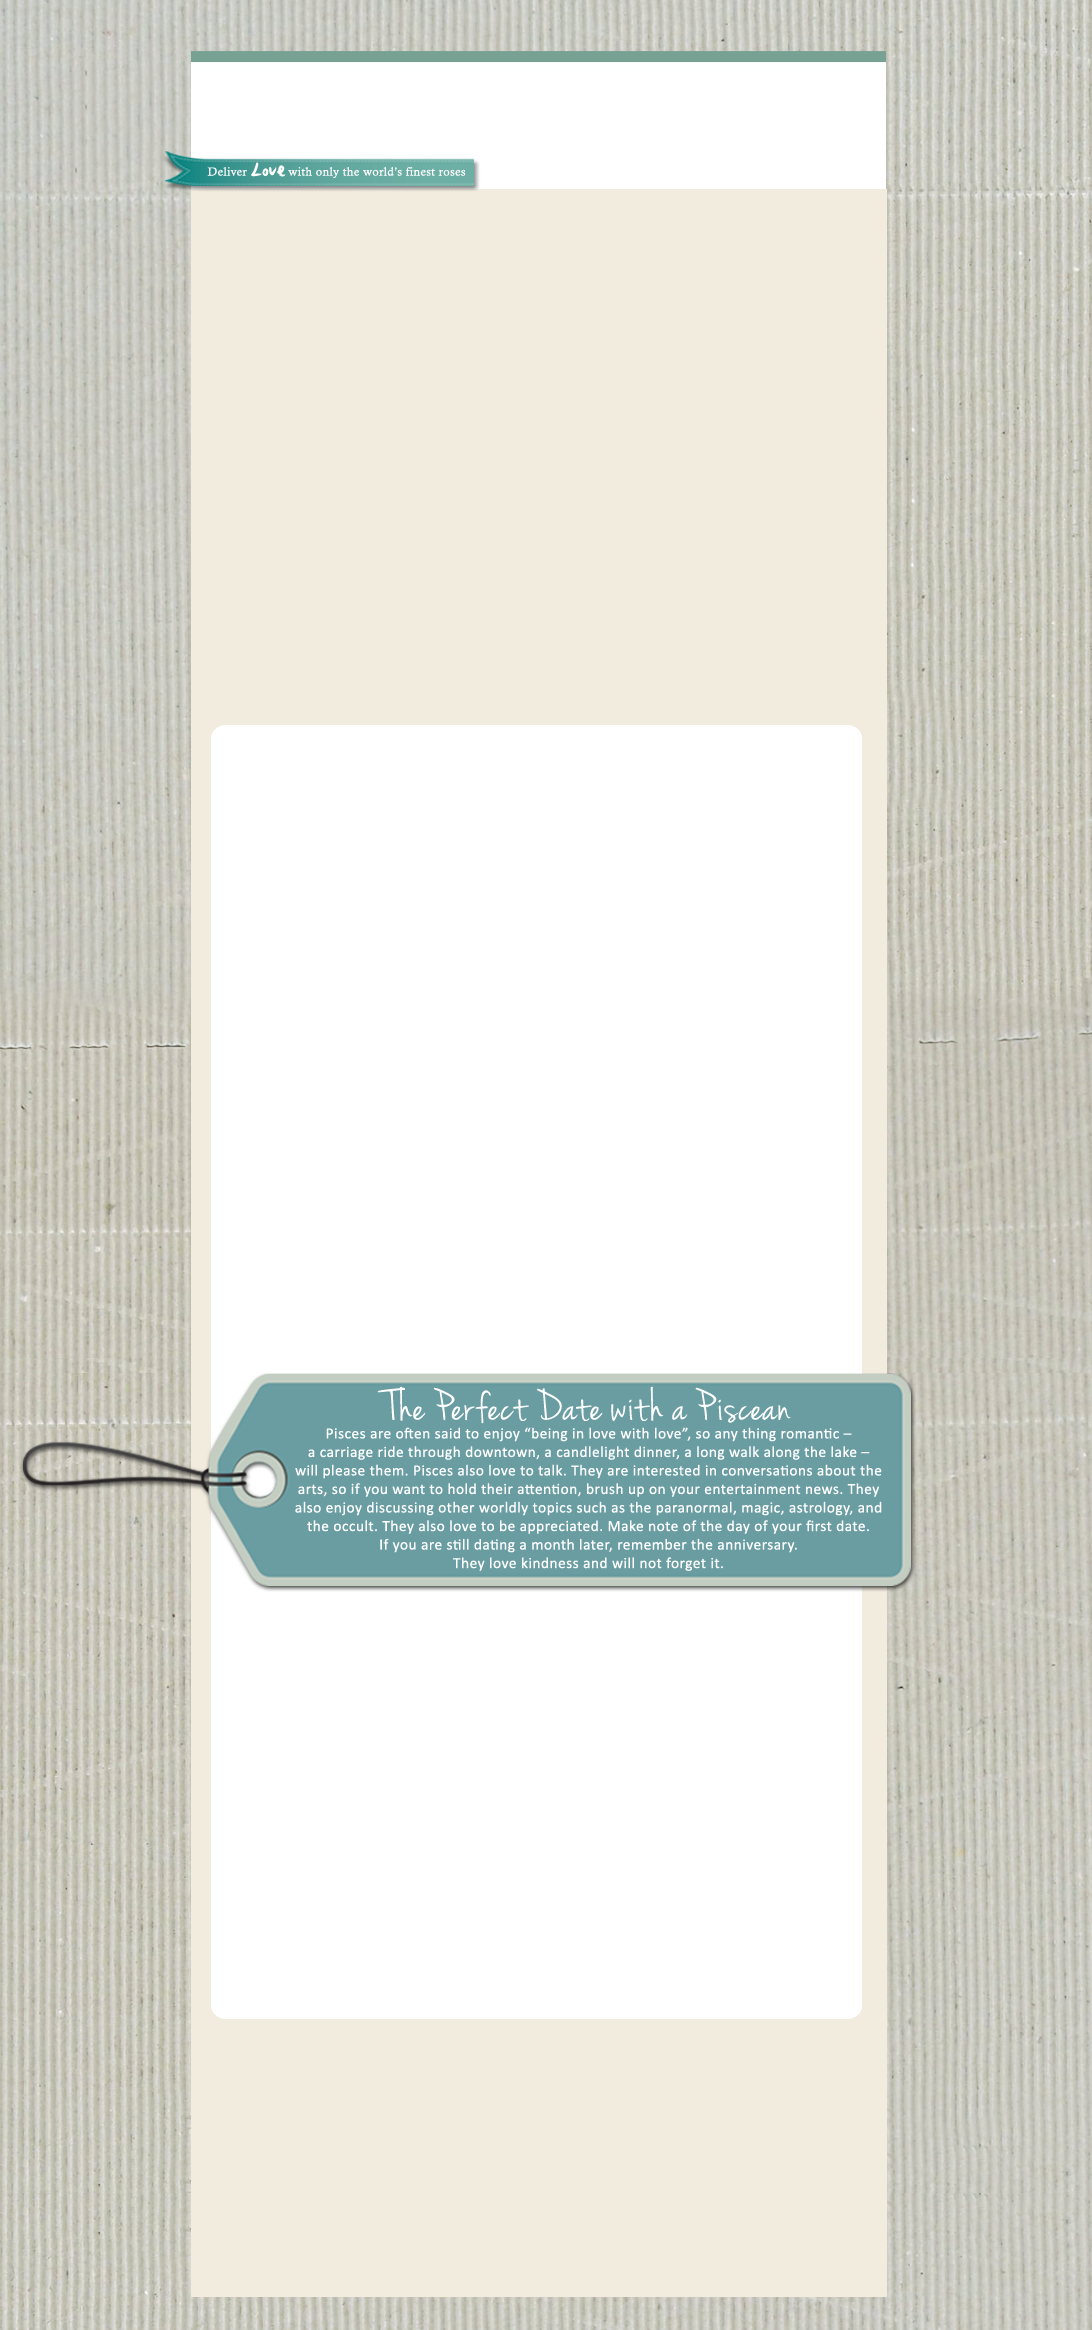 Deliver Love with only the world's finest roses
The Perfect Date with a Piscean
Pisces are often said to enjoy “being in love with love”, so any thing romantic –
a carriage ride through downtown, a candlelight dinner, a long walk along the lake –
will please them. Pisces also love to talk. They are interested in conversations about the
arts, so if you want to hold their attention, brush up on your entertainment news. They
also enjoy discussing other worldly topics such as the paranormal, magic, astrology, and
the occult. They also love to be appreciated. Make note of the day of your first date.
If you are still dating a month later, remember the anniversary.
They love kindness and will not forget it.